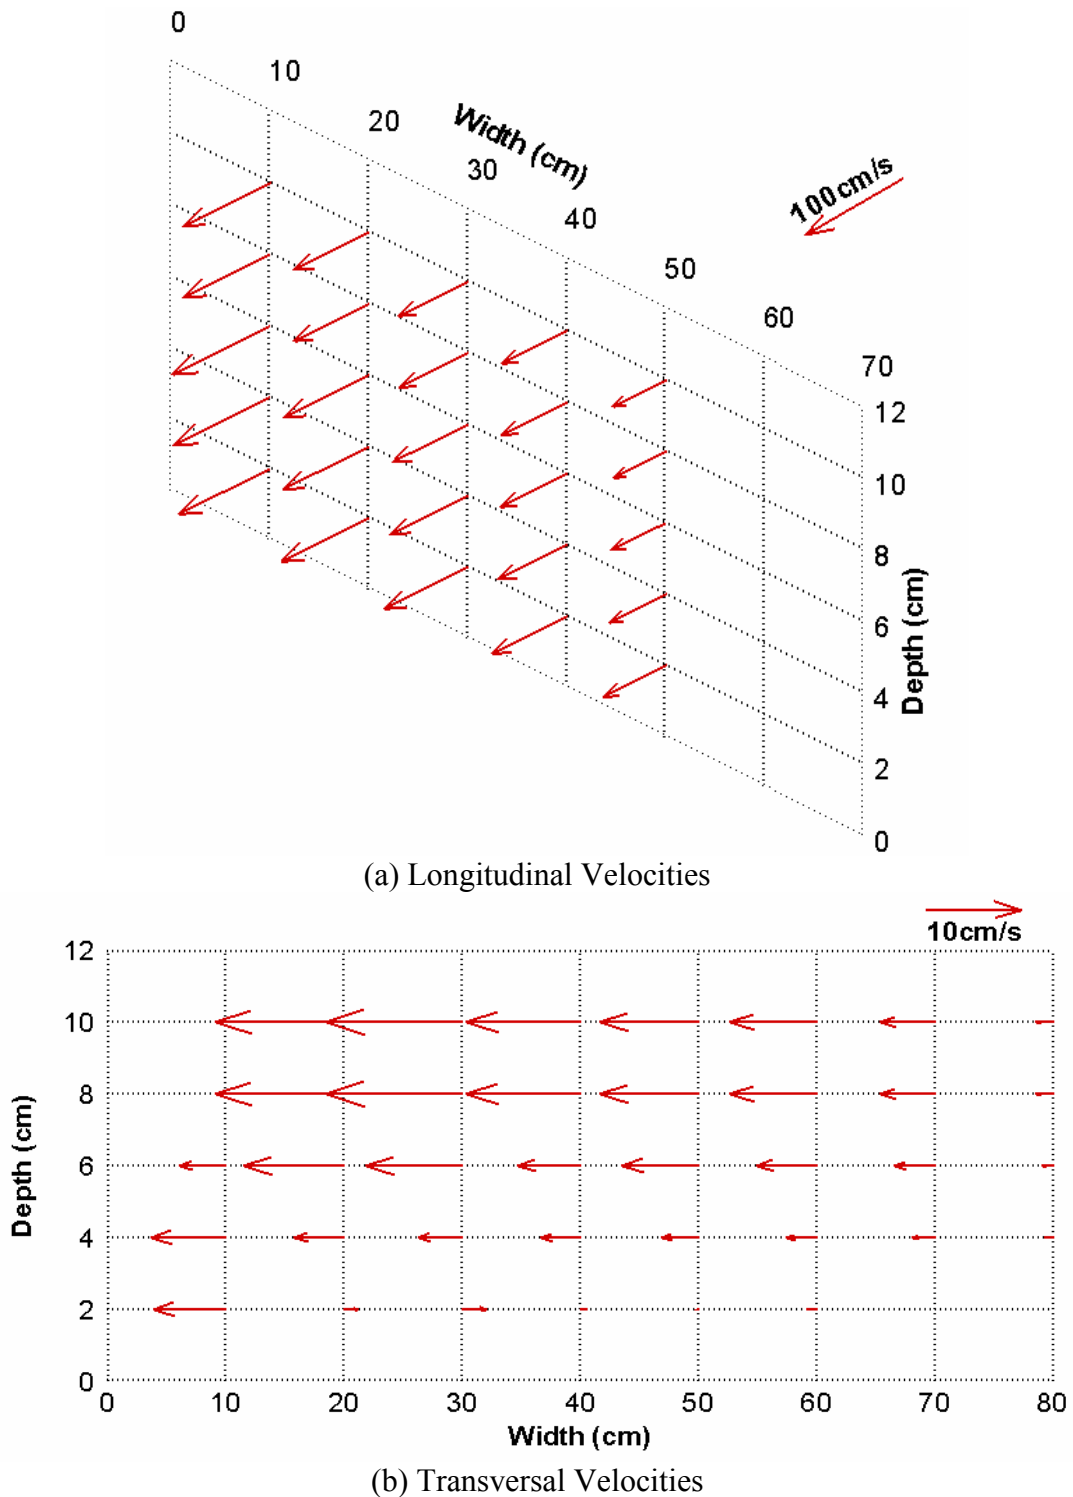 0
10
20
30
40
50
60
70
Width (cm)
100cm/s
12
10
8
6
4
2
0
Depth (cm)
(a) Longitudinal Velocities
10cm/s
12
10
8
6
4
2
0
Depth (cm)
0 10 20 30 40 50 60 70 80
Width (cm)
(b) Transversal Velocities